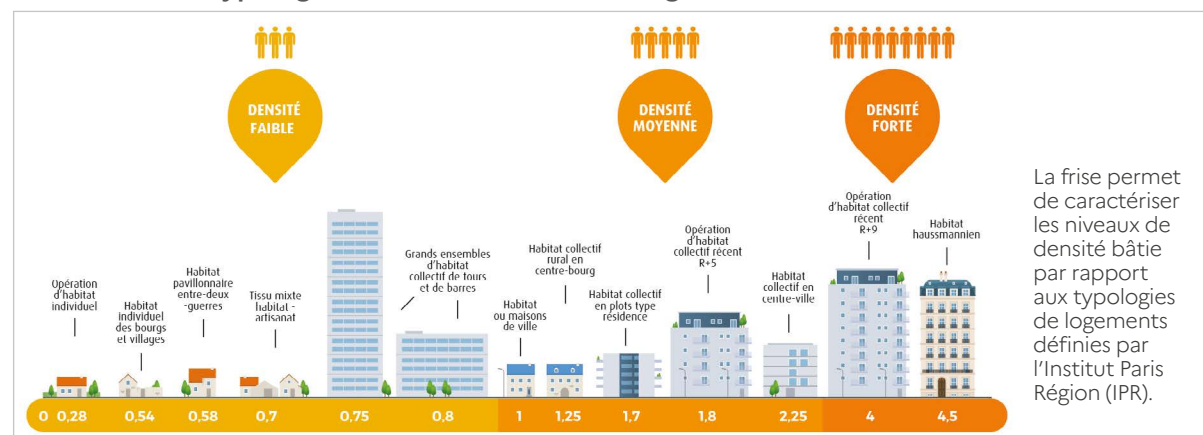 DENSITÉ
FAIBLE
DENSITÉ
MOYENNE
DENSITÉ
FORTE
Opération
d'habitat
individuel
Habitat
individuel
des bourgs
et villages
Habitat
pavillonnaire
entre-deux
-guerres
Tissu mixte
habitat -
artisanat
Grands ensembles
d'habitat
collectif de tours
et de barres
Habitat
ou maisons
de ville
Habitat collectif
rural en
centre-bourg
Habitat collectif
en plots type
résidence
Opération
d'habitat
collectif récent
R+5
Habitat
collectif en
centre-ville
Opération
d'habitat collectif
récent
R+9
Habitat
haussmannien
0 0,28 0,54 0,58 0,7 0,75 0,8 1 1,25 1,7 1,8 2,25 4 4,5
La frise permet
de caractériser
les niveaux de
densité bâtie
par rapport
aux typologies
de logements
définies par
l'Institut Paris
Région (IPR).